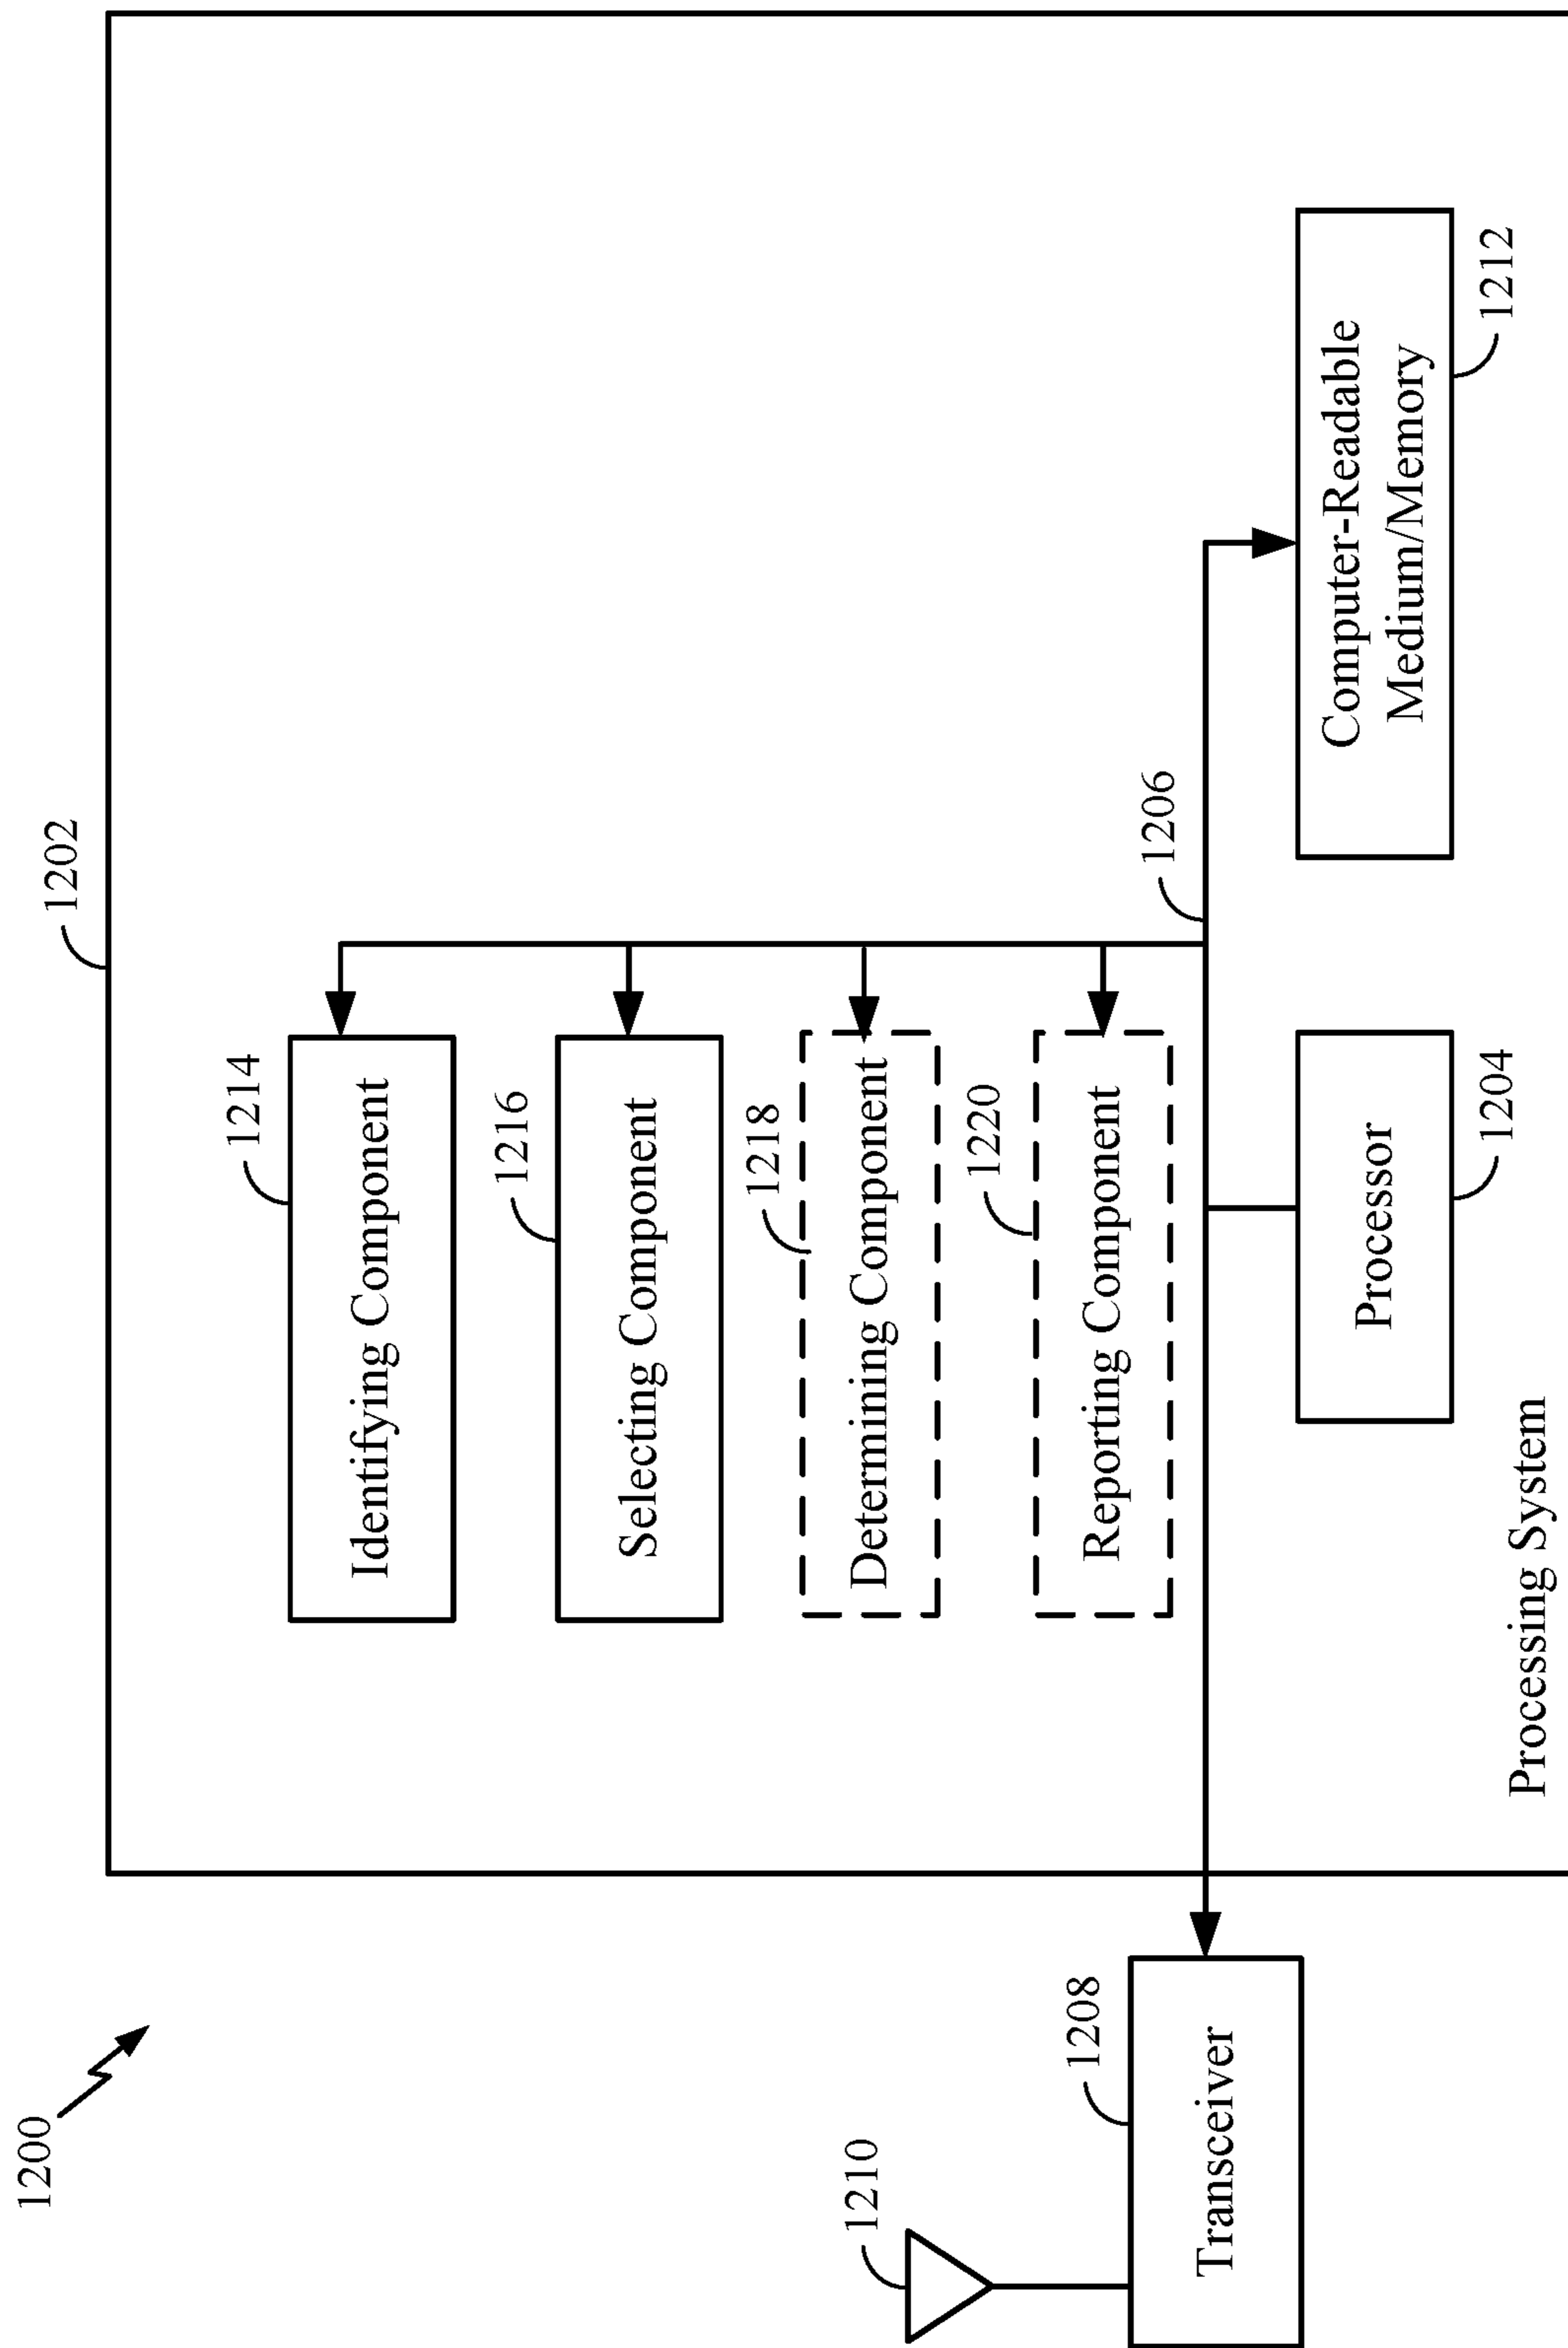 1200
1202
1214
Identifying Component
1216
Selecting Component
1218
Determining Component
1220
Reporting Component
1206
1210
1208
Transceiver
Processor
1204
Computer-Readable
Medium/Memory
1212
Processing System